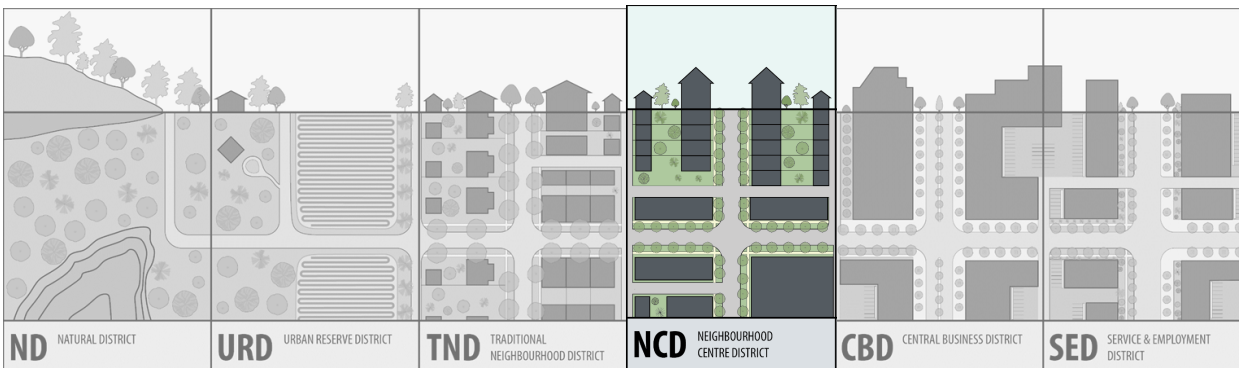 ND NATURAL DISTRICT
URD URBAN RESERVE DISTRICT
TND TRADITIONAL
NEIGHBOURHOOD DISTRICT
NCD NEIGHBOURHOOD
CENTRE DISTRICT
CBD CENTRAL BUSINESS DISTRICT
SED SERVICE & EMPLOYMENT
DISTRICT